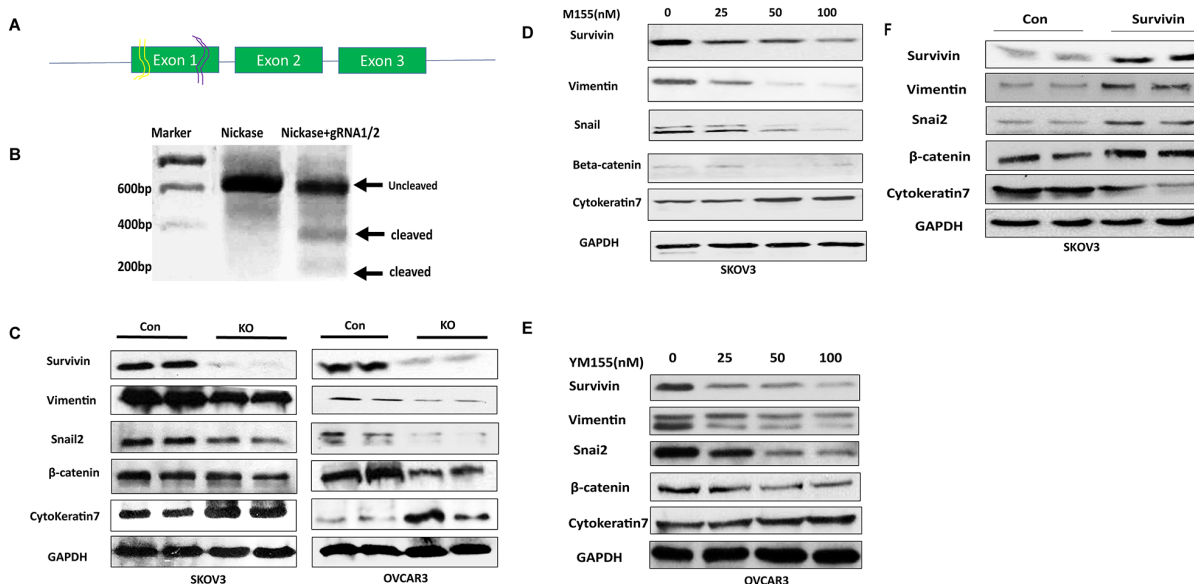 A
Exon 1 Exon 2 Exon 3
B
Marker Nickase Nickase+gRNA1/2
600bp
400bp
200bp
Uncleaved
cleaved
cleaved
C
Con KO Con KO
Survivin
Vimentin
Snail2
β-catenin
CytoKeratin7
GAPDH
SKOV3 OVCAR3
D
M155(nM) 0 25 50 100
Survivin
Vimentin
Snail
Beta-catenin
Cytokeratin7
GAPDH
SKOV3
E
YM155(nM) 0 25 50 100
Survivin
Vimentin
Snai2
β-catenin
Cytokeratin7
GAPDH
OVCAR3
F
Con Survivin
Survivin
Vimentin
Snai2
β-catenin
Cytokeratin7
GAPDH
SKOV3